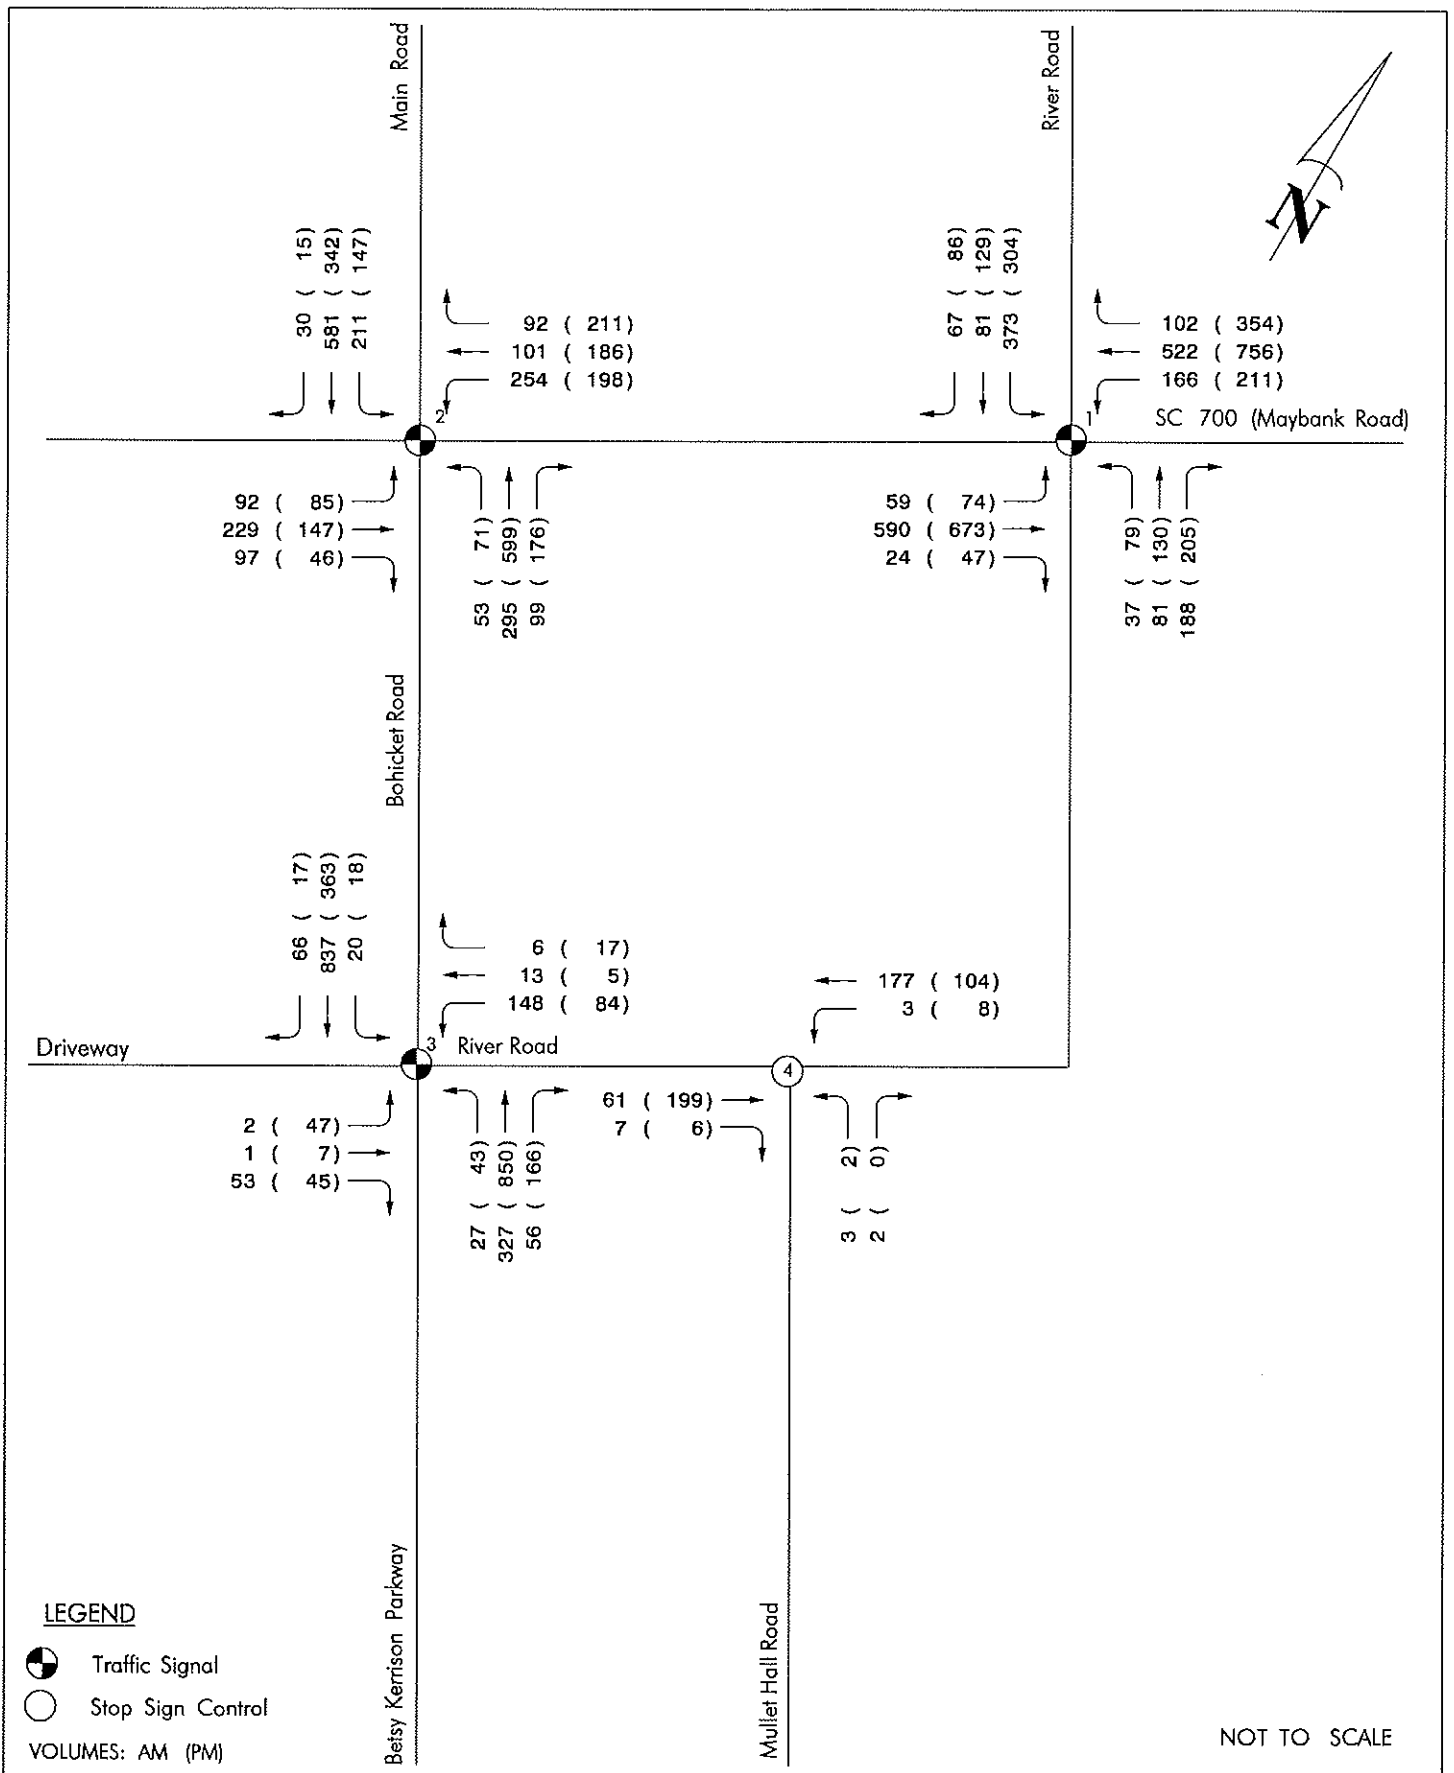 Main Road
River Road
N
30 ( 15)
581 ( 342)
211 ( 147)
92 ( 211)
101 ( 186)
254 ( 198)
67 ( 86)
81 ( 129)
373 ( 304)
102 ( 354)
522 ( 756)
166 ( 211)
2
1
SC 700 (Maybank Road)
92 ( 85)
229 ( 147)
97 ( 46)
53 ( 71)
295 ( 599)
99 ( 176)
59 ( 74)
590 ( 673)
24 ( 47)
37 ( 79)
81 ( 130)
188 ( 205)
Bohicket Road
66 ( 17)
837 ( 363)
20 ( 18)
6 ( 17)
13 ( 5)
148 ( 84)
177 ( 104)
3 ( 8)
Driveway
3
River Road
4
2 ( 47)
1 ( 7)
53 ( 45)
27 ( 43)
327 ( 850)
56 ( 166)
61 ( 199)
7 ( 6)
3 ( 2)
2 ( 0)
Betsy Kerrison Parkway
Mullet Hall Road
LEGEND
Traffic Signal
Stop Sign Control
VOLUMES: AM (PM)
NOT TO SCALE